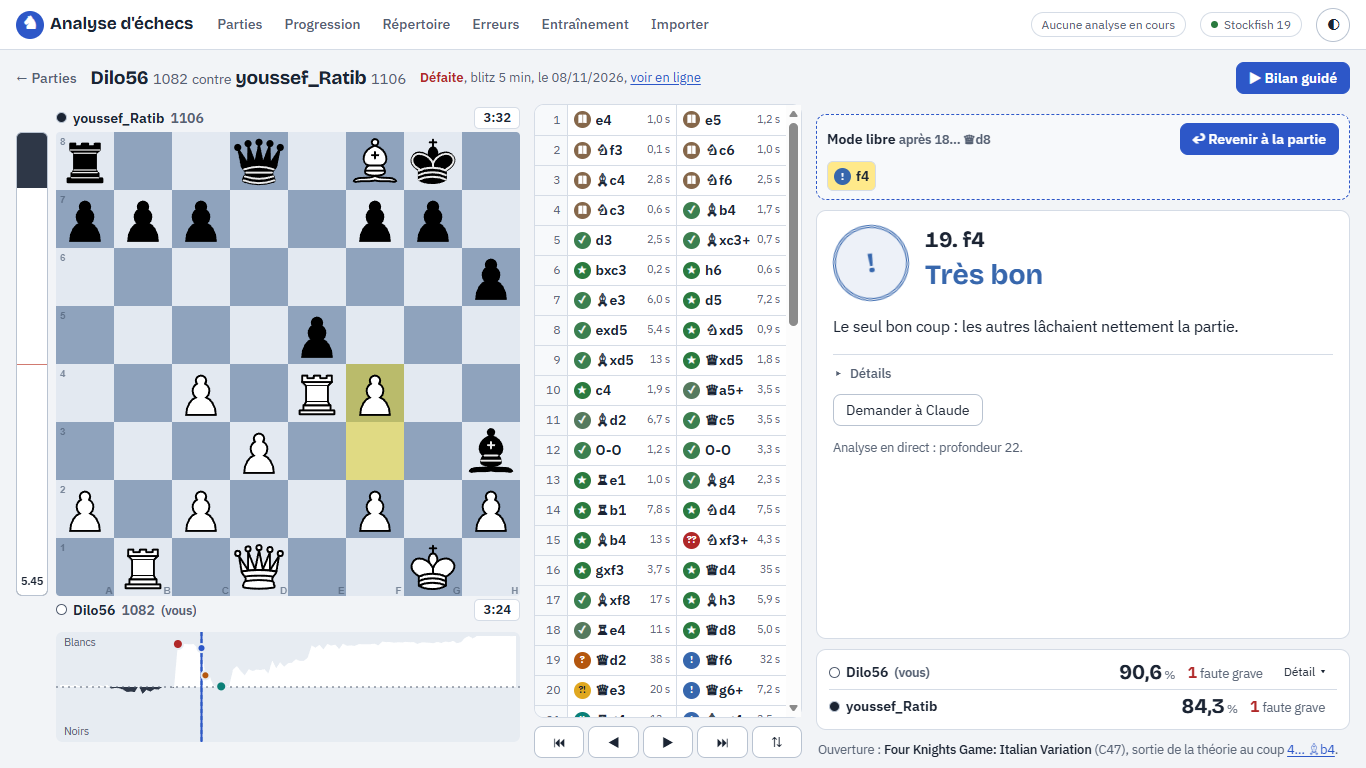 Analyse d'échecs Parties Progression Répertoire Erreurs Entraînement Importer Aucune analyse en cours Stockfish 19
← Parties Dilo56 1082 contre youssef_Ratib 1106 Défaite, blitz 5 min, le 08/11/2026, voir en ligne ▶ Bilan guidé
youssef_Ratib 1106 3:32
8
7
6
5
4
3
2
1
A B C D E F G H
5.45
Dilo56 1082 (vous) 3:24
Blancs
Noirs
1 e4 1,0 s e5 1,2 s
2 ♘f3 0,1 s ♘c6 1,0 s
3 ♝c4 2,8 s ♘f6 2,5 s
4 ♘c3 0,6 s ♝b4 1,7 s
5 d3 2,5 s ♝xc3+ 0,7 s
6 bxc3 0,2 s h6 0,6 s
7 ♝e3 6,0 s d5 7,2 s
8 exd5 5,4 s ♘xd5 0,9 s
9 ♝xd5 13 s ♛xd5 1,8 s
10 c4 1,9 s ♛a5+ 3,5 s
11 ♝d2 6,7 s ♛c5 3,5 s
12 O-O 1,2 s O-O 3,3 s
13 ♜e1 1,0 s ♝g4 2,3 s
14 ♜b1 7,8 s ♘d4 7,5 s
15 ♝b4 13 s ?? ♘xf3+ 4,3 s
16 gxf3 3,7 s ♛d4 35 s
17 ♝xf8 17 s ♝h3 5,9 s
18 ♜e4 11 s ♛d8 5,0 s
19 ? ♛d2 38 s ! ♛f6 32 s
20 ?! ♛e3 20 s ! ♛g6+ 7,2 s
Mode libre après 18... ♛d8 ↩ Revenir à la partie
! f4
! 19. f4
Très bon
Le seul bon coup : les autres lâchaient nettement la partie.
▸ Détails
Demander à Claude
Analyse en direct : profondeur 22.
Dilo56 (vous) 90,6 % 1 faute grave Détail ▾
youssef_Ratib 84,3 % 1 faute grave
Ouverture : Four Knights Game: Italian Variation (C47), sortie de la théorie au coup 4... ♗b4.